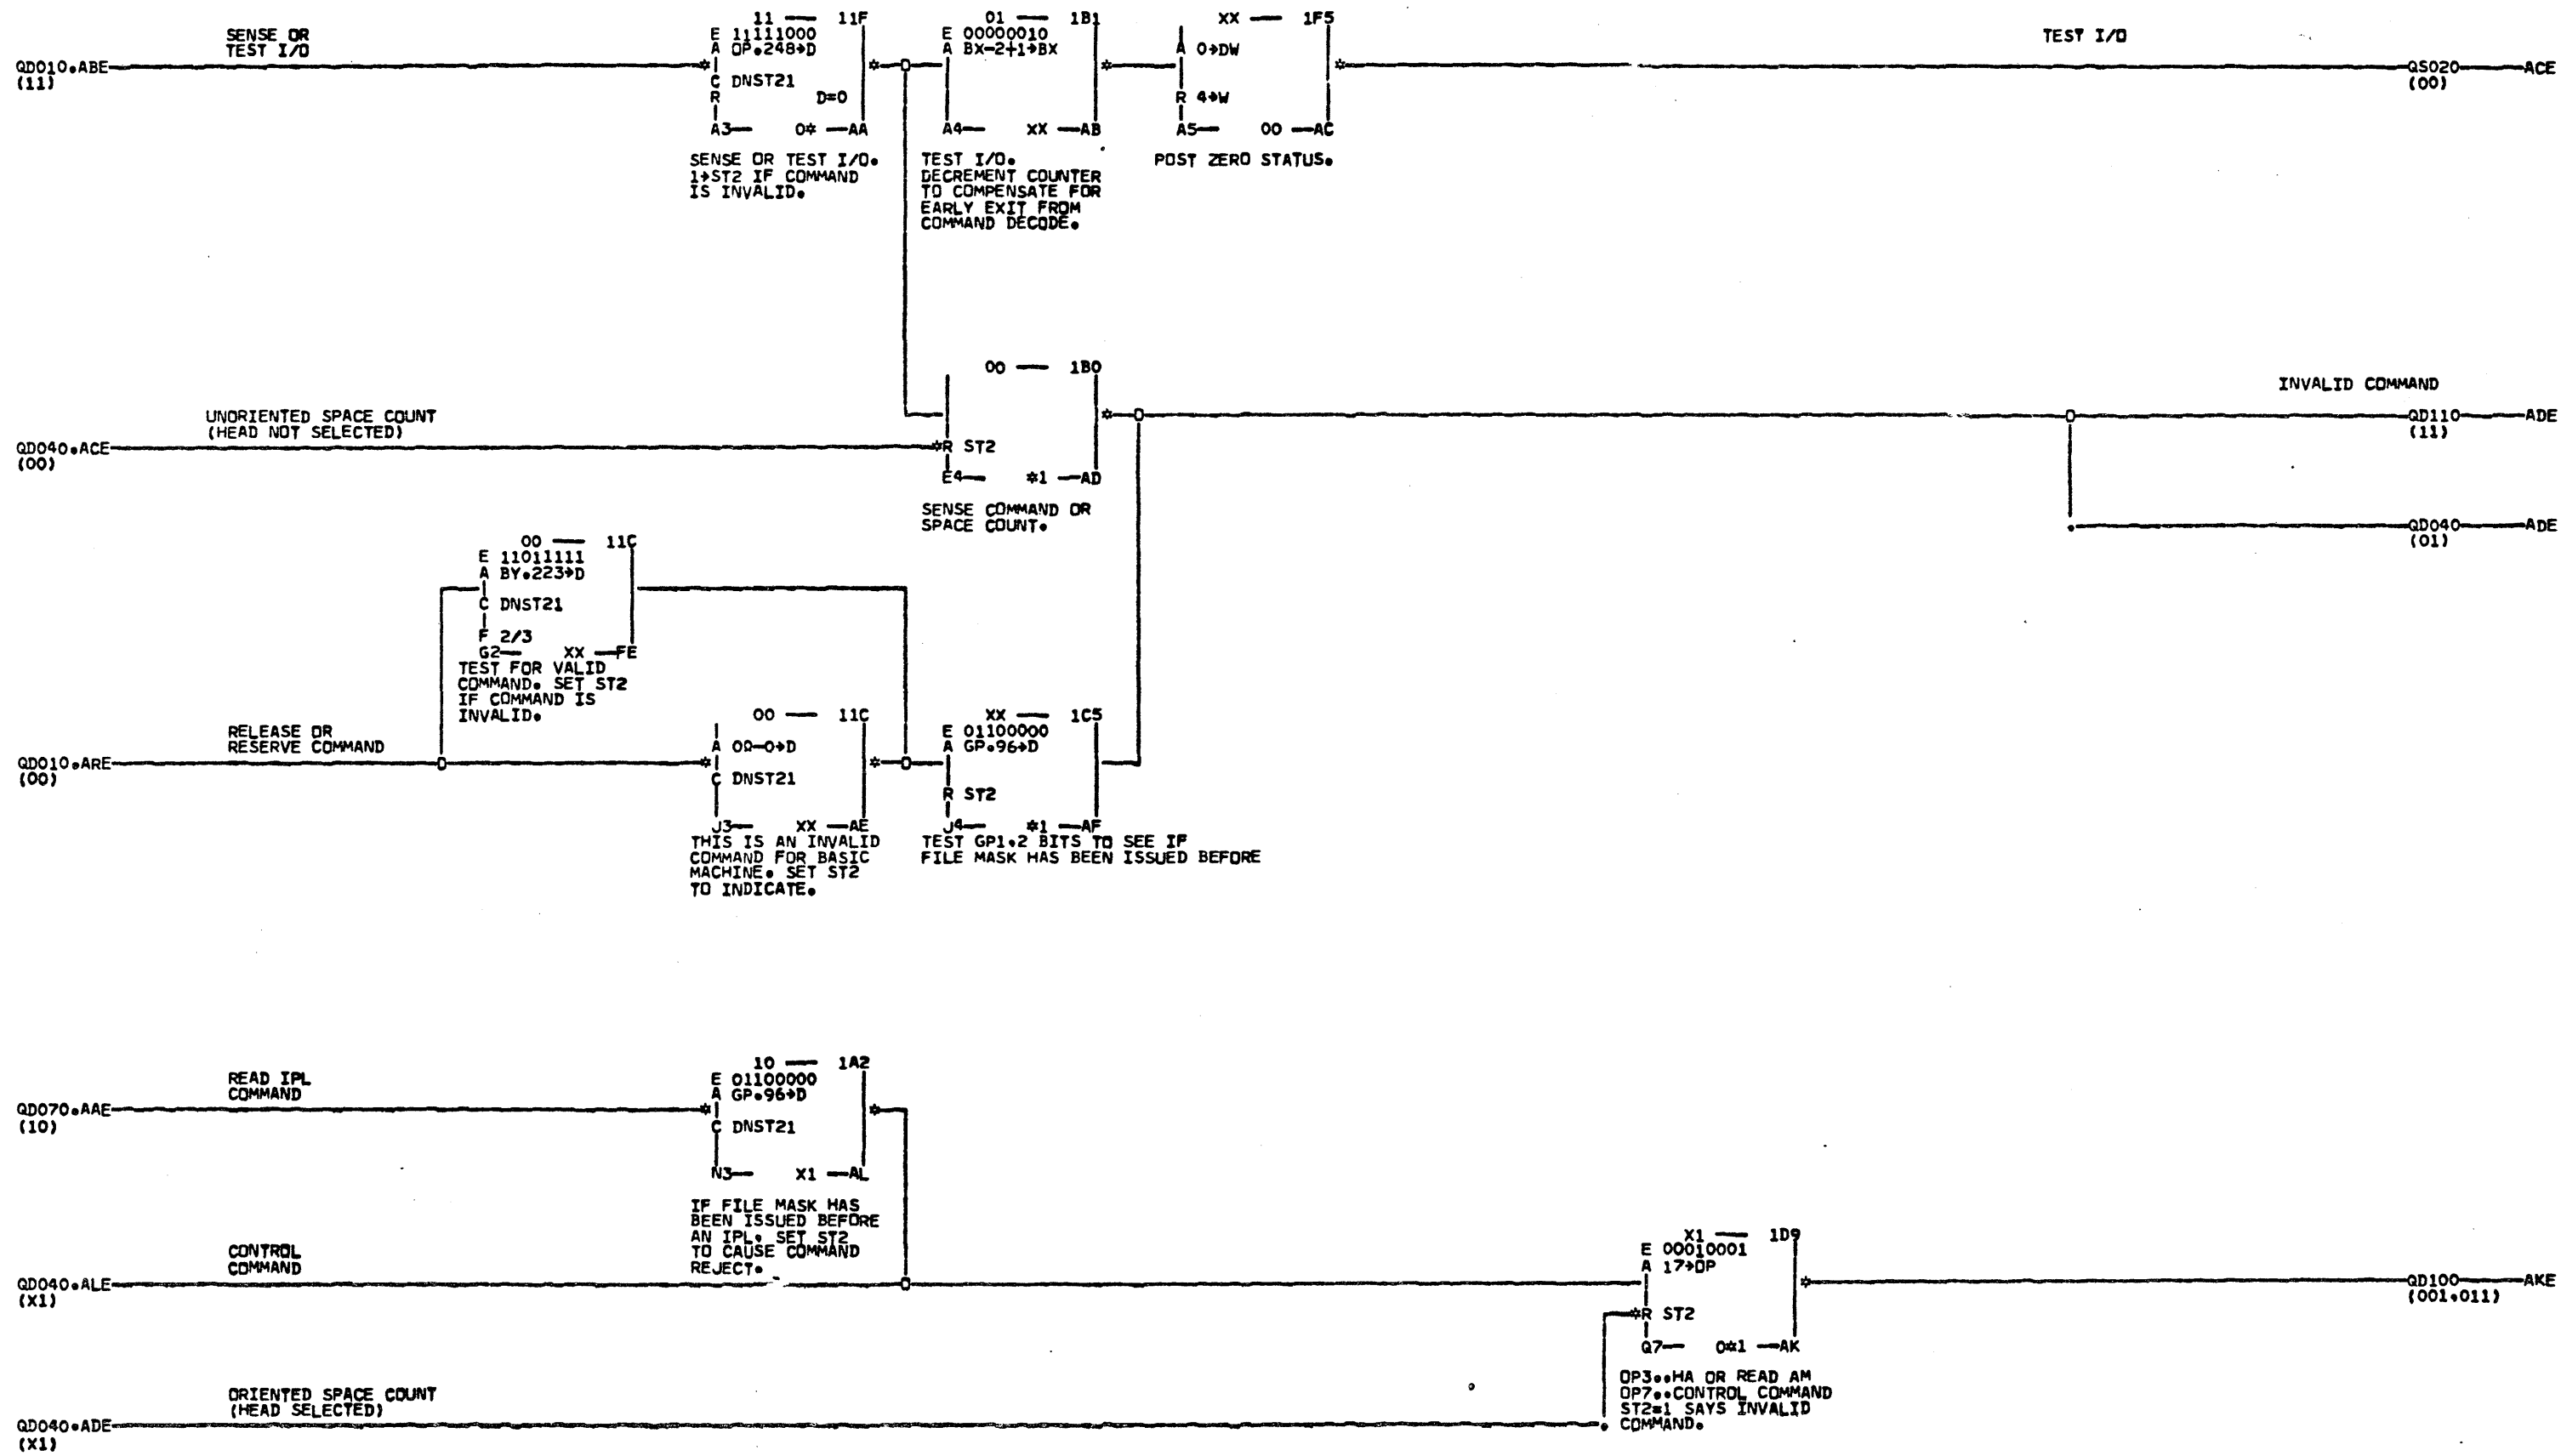 SENSE OR
TEST I/O
QD010.ABE
(11)
11 — 11F
E 11111000
A OP.248→D
C DNST21
R D=0
A3— 0* —AA
SENSE OR TEST I/O.
1→ST2 IF COMMAND
IS INVALID.
01 — 1B1
E 00000010
A BX-2+1→BX
A4— XX —AB
TEST I/O.
DECREMENT COUNTER
TO COMPENSATE FOR
EARLY EXIT FROM
COMMAND DECODE.
XX — 1F5
A 0→DW
R 4→W
A5— 00 —AC
POST ZERO STATUS.
TEST I/O
QS020 ACE
(00)
UNORIENTED SPACE COUNT
(HEAD NOT SELECTED)
QD040.ACE
(00)
00 — 1B0
*R ST2
E4— *1 —AD
SENSE COMMAND OR
SPACE COUNT.
INVALID COMMAND
QD110 ADE
(11)
QD040 ADE
(01)
00 — 11C
E 11011111
A BY.223→D
C DNST21
F 2/3
G2— XX —FE
TEST FOR VALID
COMMAND. SET ST2
IF COMMAND IS
INVALID.
RELEASE OR
RESERVE COMMAND
QD010.ARE
(00)
00 — 11C
A 0Ω-0→D
C DNST21
J3— XX —AE
THIS IS AN INVALID
COMMAND FOR BASIC
MACHINE. SET ST2
TO INDICATE.
XX — 1C5
E 01100000
A GP.96→D
R ST2
J4— *1 —AF
TEST GP1.2 BITS TO SEE IF
FILE MASK HAS BEEN ISSUED BEFORE
READ IPL
COMMAND
QD070.AAE
(10)
10 — 1A2
E 01100000
A GP.96→D
C DNST21
N3— X1 —AL
IF FILE MASK HAS
BEEN ISSUED BEFORE
AN IPL. SET ST2
TO CAUSE COMMAND
REJECT.
CONTROL
COMMAND
QD040.ALE
(X1)
X1 — 1D9
E 00010001
A 17→OP
*R ST2
Q7— 0*1 —AK
OP3..HA OR READ AM
OP7..CONTROL COMMAND
ST2=1 SAYS INVALID
COMMAND.
QD100 AKE
(001.011)
ORIENTED SPACE COUNT
(HEAD SELECTED)
QD040.ADE
(X1)